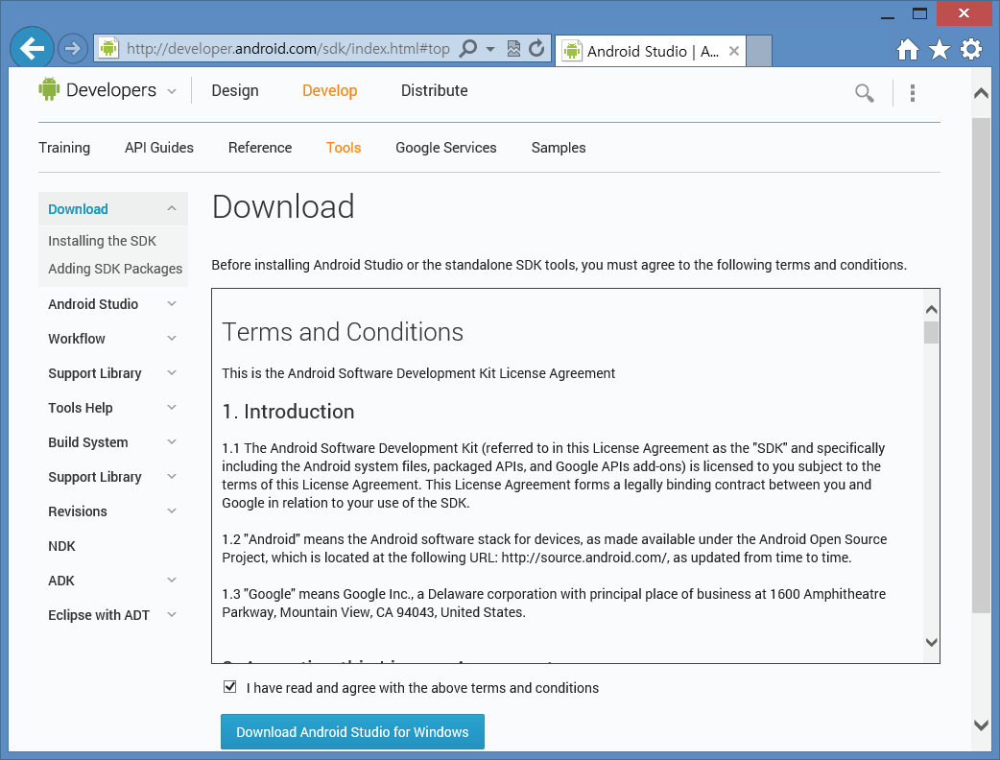 http://developer.android.com/sdk/index.html#top
Android Studio | A...
Developers
Design
Develop
Distribute
Training
API Guides
Reference
Tools
Google Services
Samples
Download
Installing the SDK
Adding SDK Packages
Android Studio
Workflow
Support Library
Tools Help
Build System
Support Library
Revisions
NDK
ADK
Eclipse with ADT
Download
Before installing Android Studio or the standalone SDK tools, you must agree to the following terms and conditions.
Terms and Conditions
This is the Android Software Development Kit License Agreement
1. Introduction
1.1 The Android Software Development Kit (referred to in this License Agreement as the "SDK" and specifically
including the Android system files, packaged APIs, and Google APIs add-ons) is licensed to you subject to the
terms of this License Agreement. This License Agreement forms a legally binding contract between you and
Google in relation to your use of the SDK.
1.2 "Android" means the Android software stack for devices, as made available under the Android Open Source
Project, which is located at the following URL: http://source.android.com/, as updated from time to time.
1.3 "Google" means Google Inc., a Delaware corporation with principal place of business at 1600 Amphitheatre
Parkway, Mountain View, CA 94043, United States.
I have read and agree with the above terms and conditions
Download Android Studio for Windows